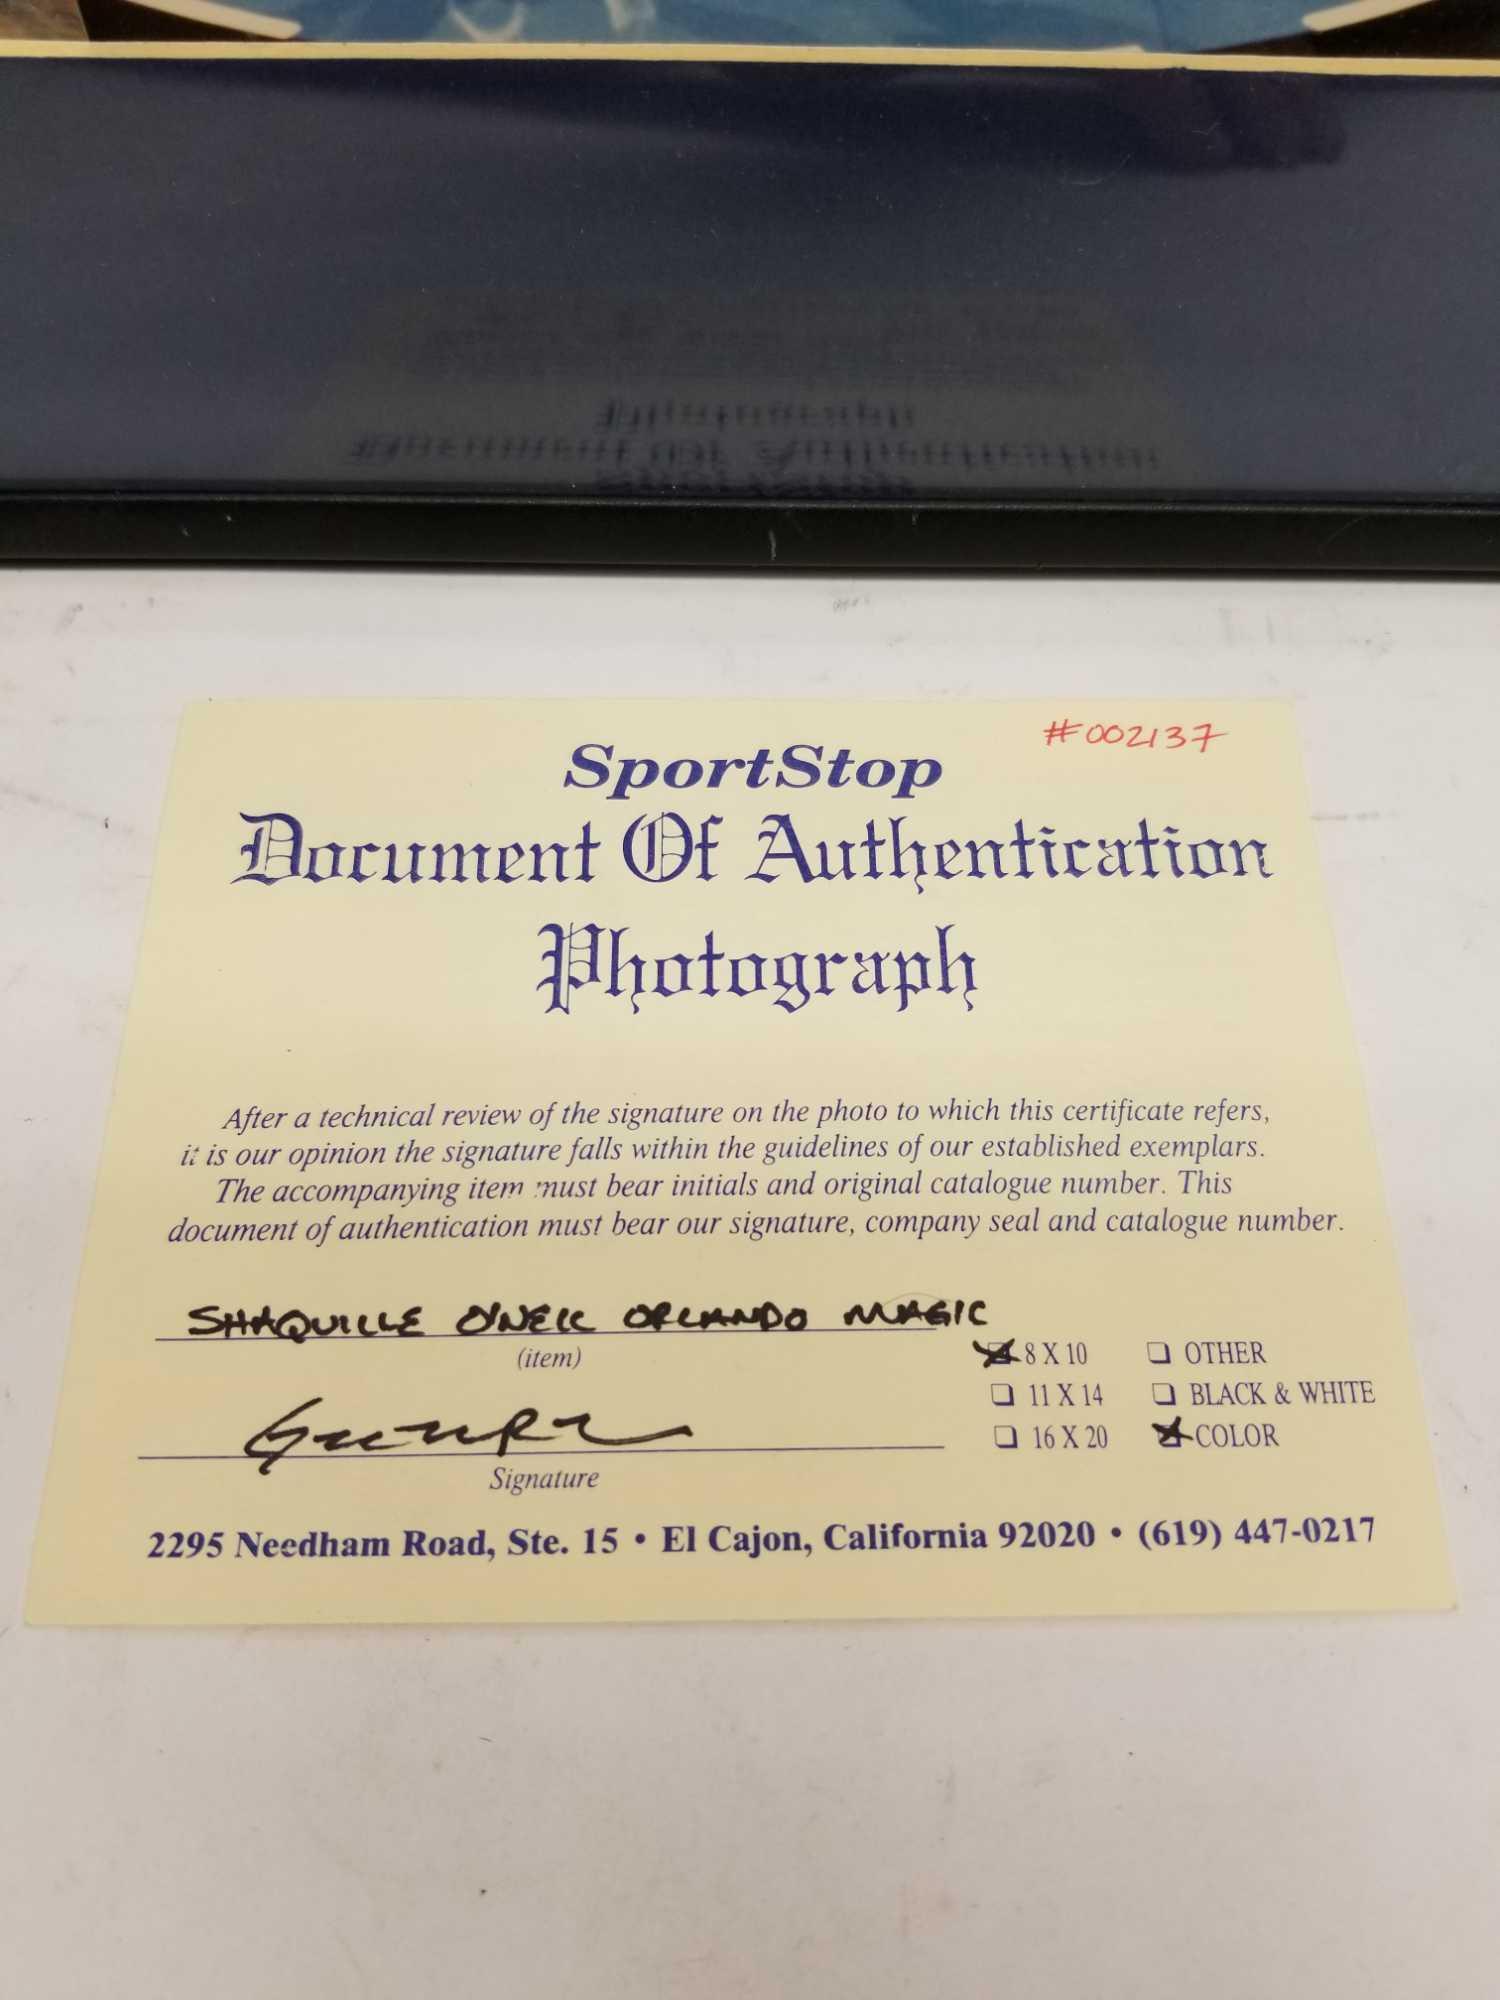 #002137
SportStop
Document Of Authentication
Photograph
After a technical review of the signature on the photo to which this certificate refers,
it is our opinion the signature falls within the guidelines of our established exemplars.
The accompanying item must bear initials and original catalogue number. This
document of authentication must bear our signature, company seal and catalogue number.
SHAQUILLE O'NEIL ORLANDO MAGIC
(item)
8 X 10 OTHER
11 X 14 BLACK & WHITE
16 X 20 COLOR
Signature
2295 Needham Road, Ste. 15 • El Cajon, California 92020 • (619) 447-0217